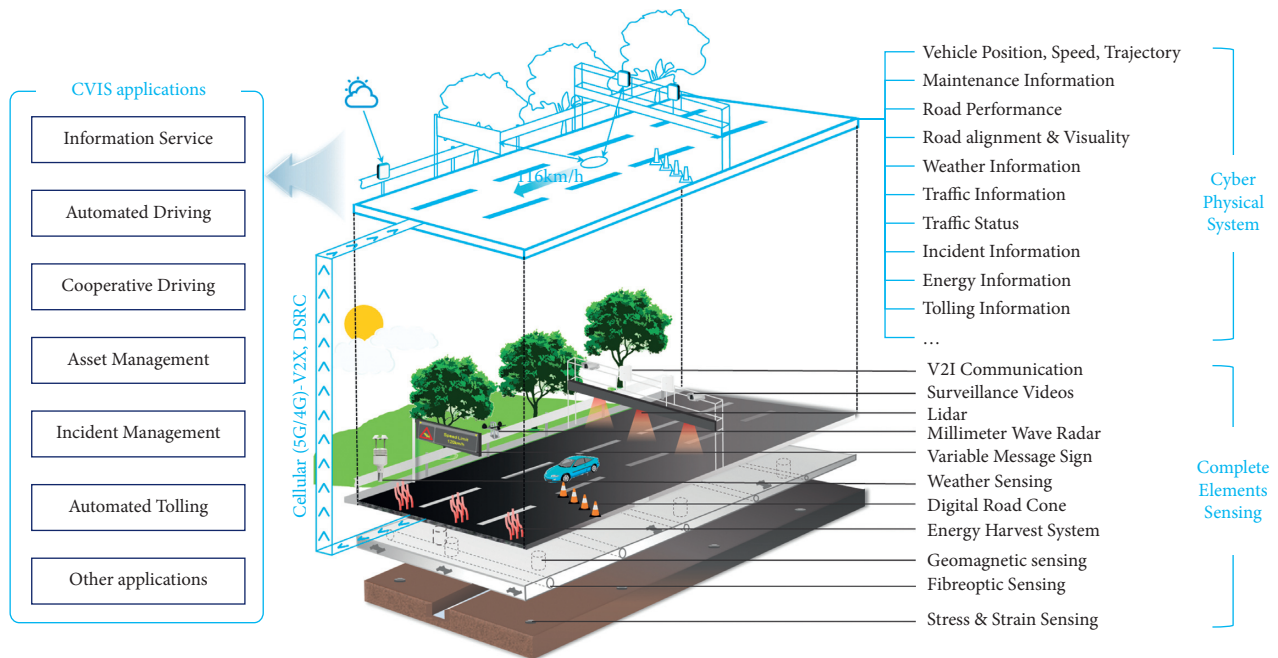 CVIS applications
Information Service
Automated Driving
Cooperative Driving
Asset Management
Incident Management
Automated Tolling
Other applications
116km/h
Cellular (5G/4G)-V2X, DSRC
Speed Limit
120km/h
Vehicle Position, Speed, Trajectory
Maintenance Information
Road Performance
Road alignment & Visuality
Weather Information
Traffic Information
Traffic Status
Incident Information
Energy Information
Tolling Information
…
Cyber
Physical
System
V2I Communication
Surveillance Videos
Lidar
Millimeter Wave Radar
Variable Message Sign
Weather Sensing
Digital Road Cone
Energy Harvest System
Geomagnetic sensing
Fibreoptic Sensing
Stress & Strain Sensing
Complete
Elements
Sensing